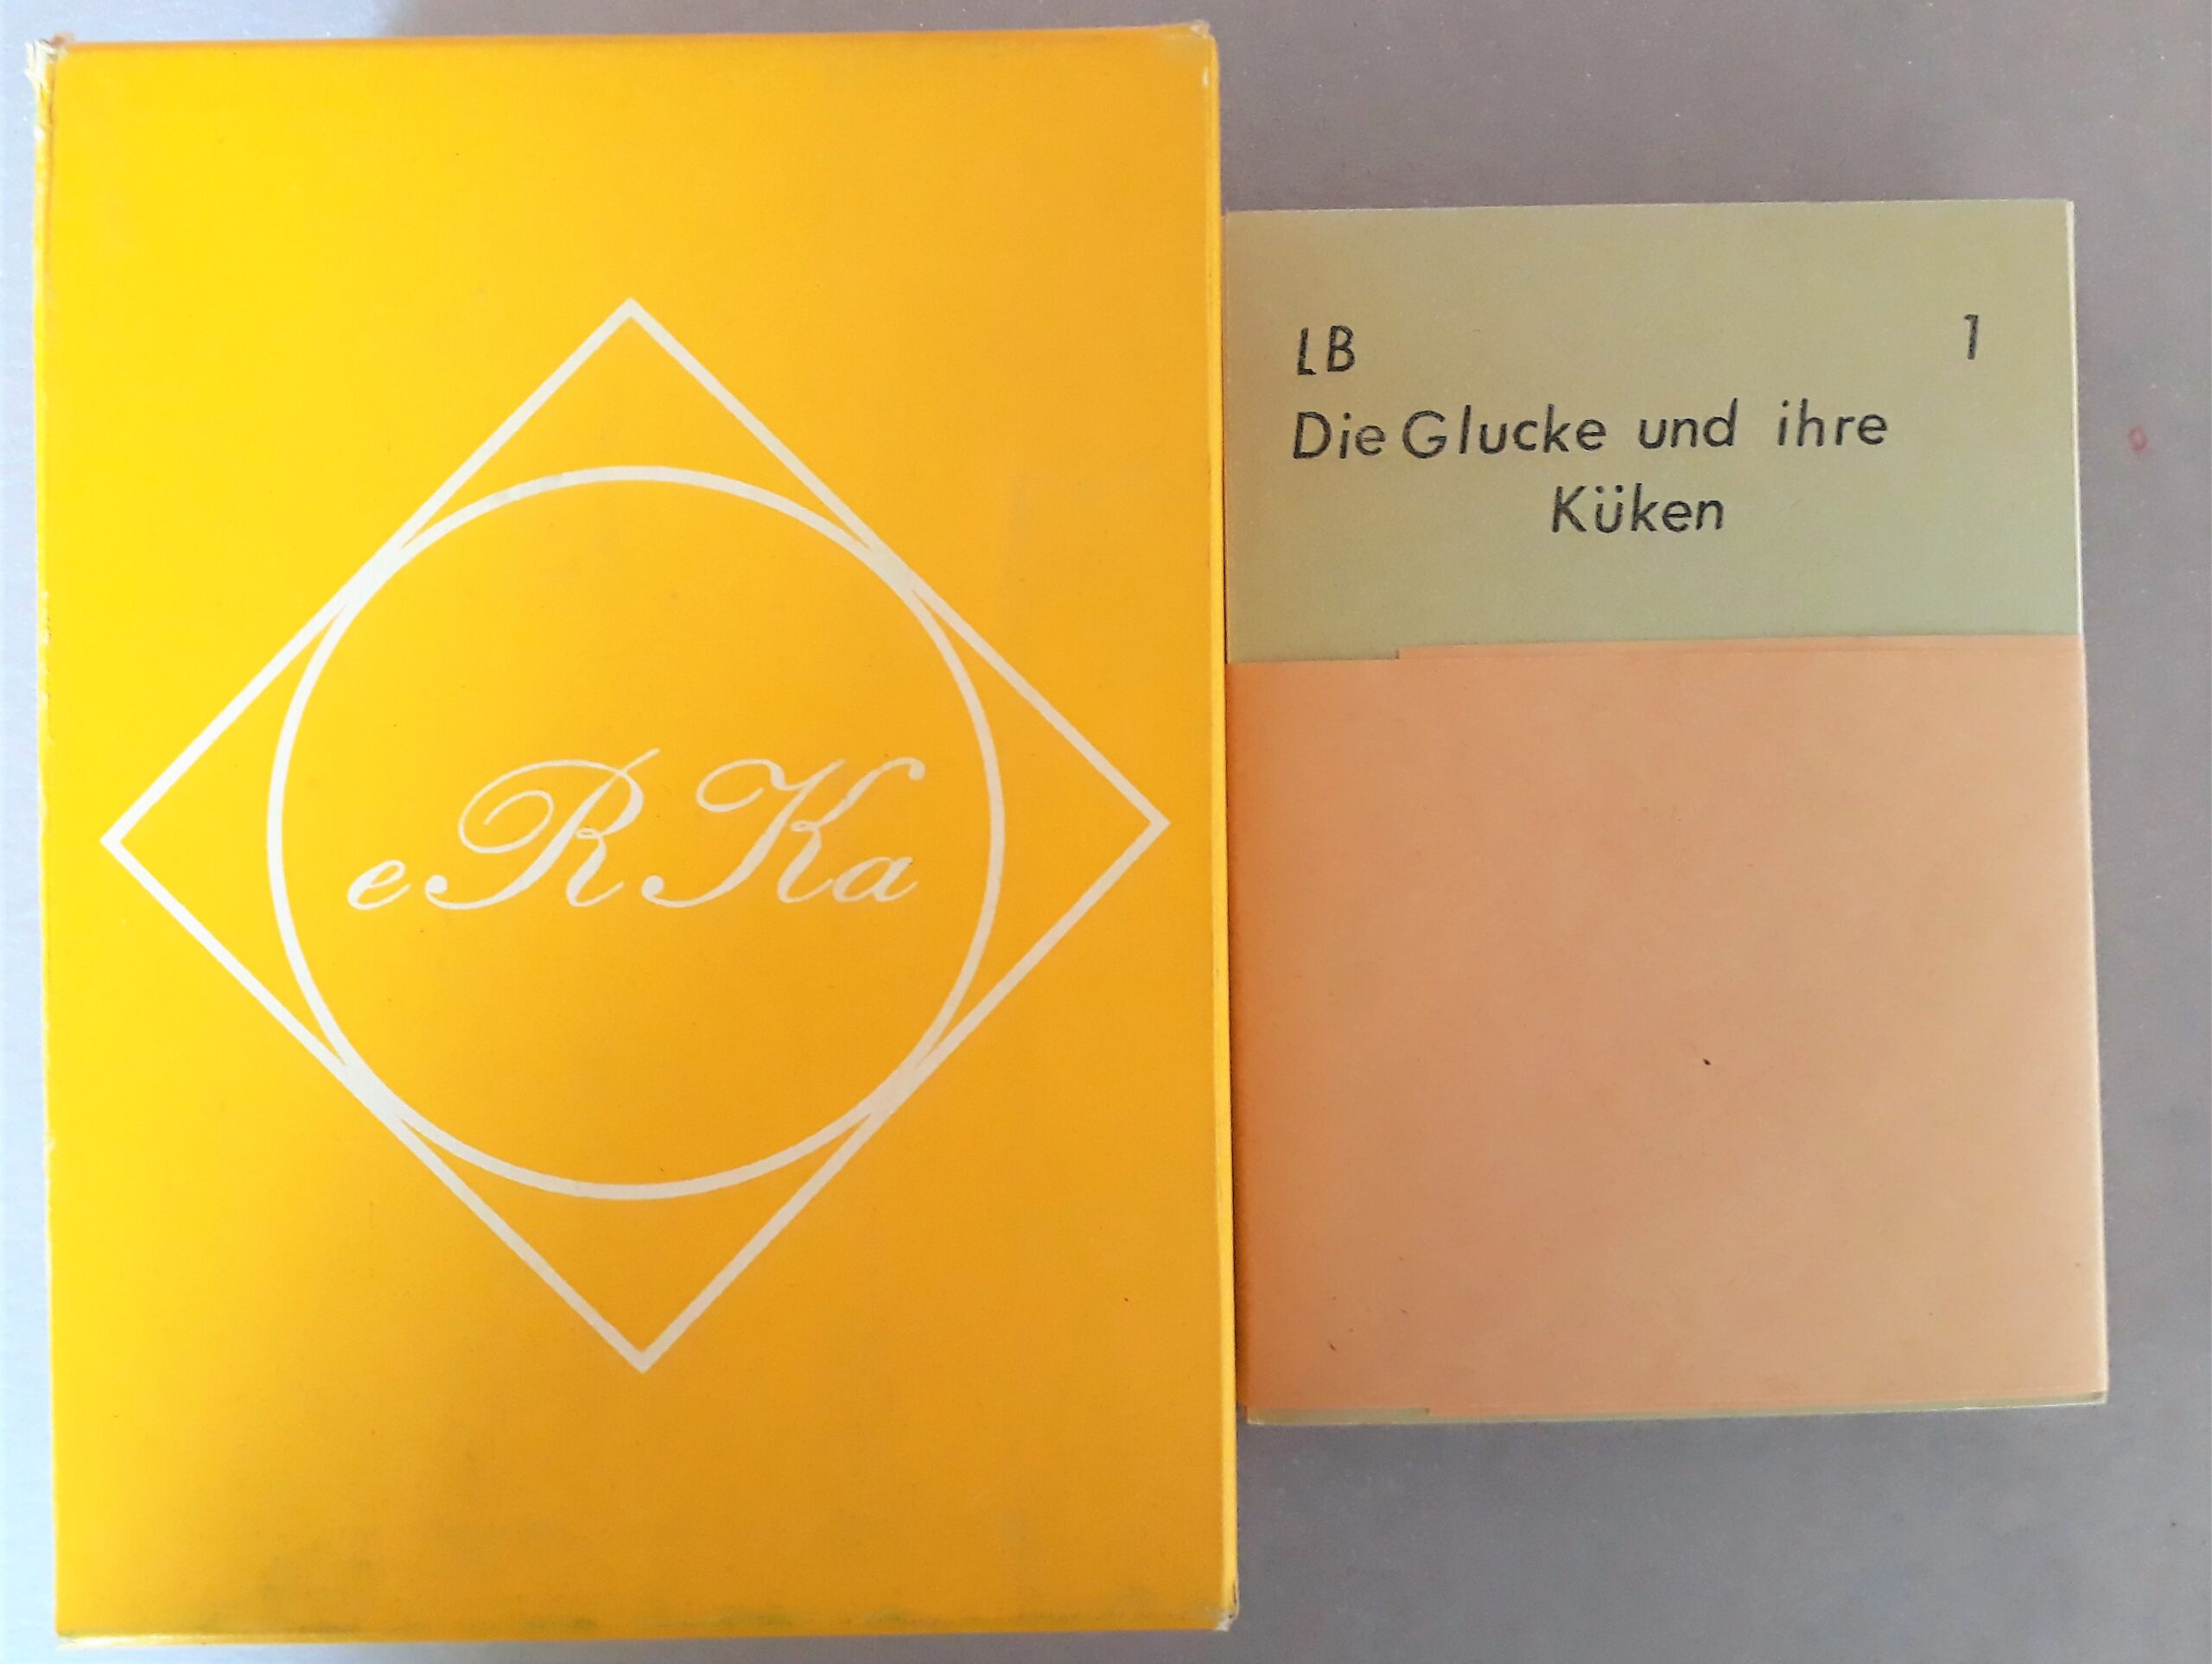 eRKa
LB 1
Die Glucke und ihre
Küken